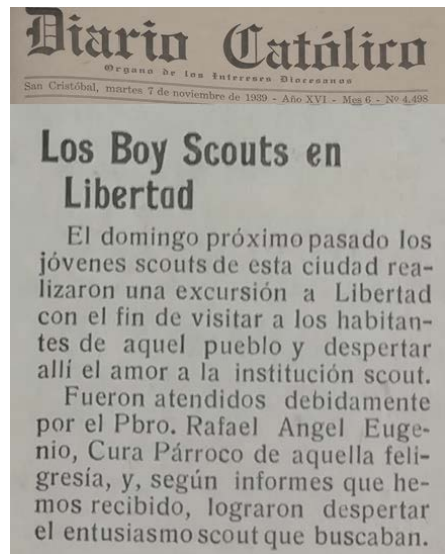 Diario Católico
Organo de los Intereses Diocesanos
San Cristóbal, martes 7 de noviembre de 1939 - Año XVI - Mes 6 - Nº 4.498
Los Boy Scouts en
Libertad
El domingo próximo pasado los
jóvenes scouts de esta ciudad rea-
lizaron una excursión a Libertad
con el fin de visitar a los habitan-
tes de aquel pueblo y despertar
allí el amor a la institución scout.
Fueron atendidos debidamente
por el Pbro. Rafael Angel Euge-
nio, Cura Párroco de aquella feli-
gresía, y, según informes que he-
mos recibido, lograron despertar
el entusiasmo scout que buscaban.